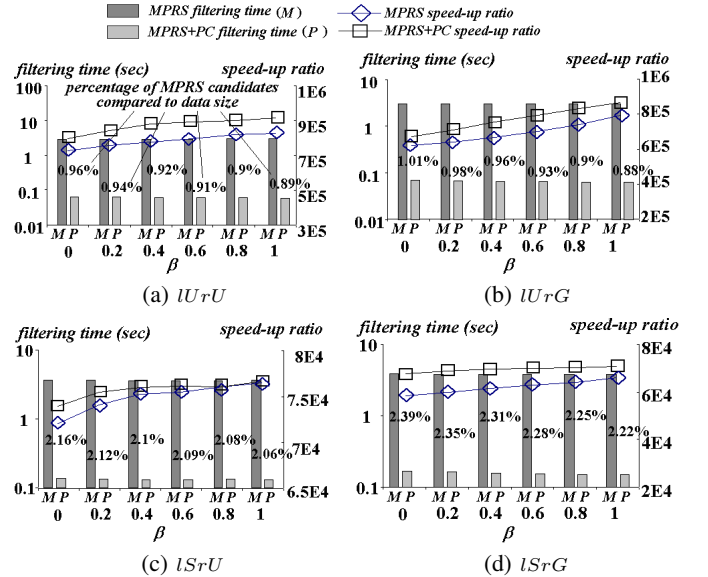 MPRS filtering time (M)
MPRS speed-up ratio
MPRS+PC filtering time (P)
MPRS+PC speed-up ratio
filtering time (sec)
speed-up ratio
percentage of MPRS candidates
compared to data size
100
10
1
0.1
0.01
1E6
9E5
7E5
5E5
3E5
0.96%
0.94%
0.92%
0.91%
0.9%
0.89%
M P
M P
M P
M P
M P
M P
0
0.2
0.4
0.6
0.8
1
β
(a) lUrU
filtering time (sec)
speed-up ratio
10
1
0.1
0.01
1E6
8E5
6E5
4E5
2E5
1.01%
0.98%
0.96%
0.93%
0.9%
0.88%
M P
M P
M P
M P
M P
M P
0
0.2
0.4
0.6
0.8
1
β
(b) lUrG
filtering time (sec)
speed-up ratio
10
1
0.1
8E4
7.5E4
7E4
6.5E4
2.16%
2.12%
2.1%
2.09%
2.08%
2.06%
M P
M P
M P
M P
M P
M P
0
0.2
0.4
0.6
0.8
1
β
(c) lSrU
filtering time (sec)
speed-up ratio
10
1
0.1
8E4
6E4
4E4
2E4
2.39%
2.35%
2.31%
2.28%
2.25%
2.22%
M P
M P
M P
M P
M P
M P
0
0.2
0.4
0.6
0.8
1
β
(d) lSrG